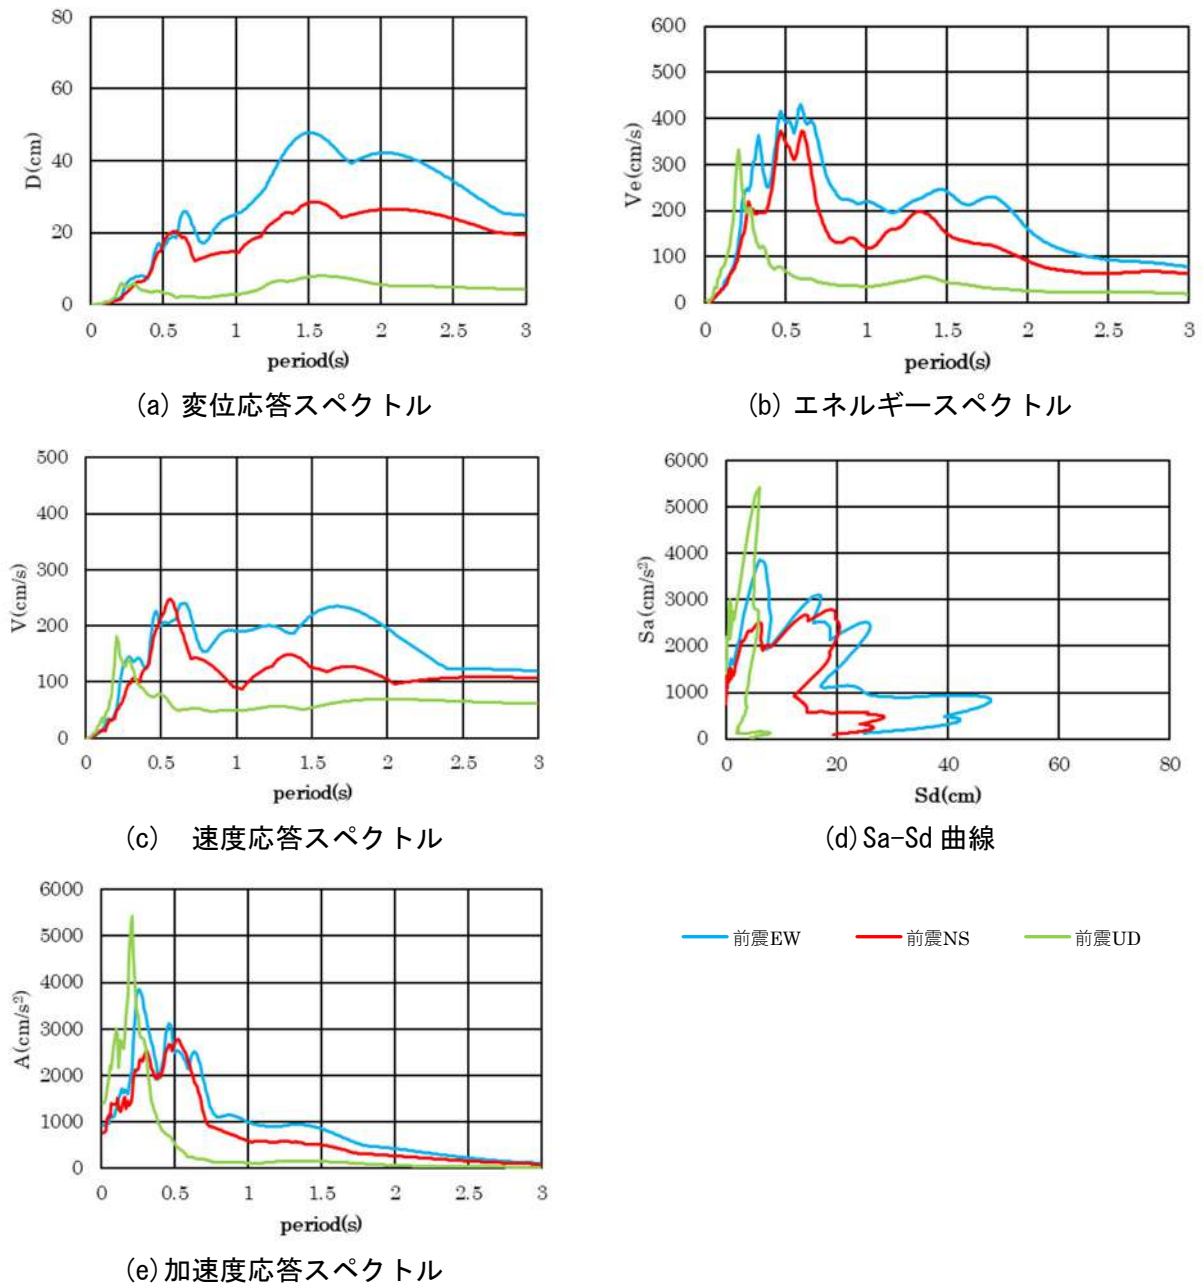 80
60
40
20
0
D(cm)
0 0.5 1 1.5 2 2.5 3
period(s)
(a) 変位応答スペクトル
600
500
400
300
200
100
0
Ve(cm/s)
0 0.5 1 1.5 2 2.5 3
period(s)
(b) エネルギースペクトル
500
400
300
200
100
0
V(cm/s)
0 0.5 1 1.5 2 2.5 3
period(s)
(c) 速度応答スペクトル
6000
5000
4000
3000
2000
1000
0
Sa(cm/s²)
0 20 40 60 80
Sd(cm)
(d)Sa-Sd 曲線
6000
5000
4000
3000
2000
1000
0
A(cm/s²)
0 0.5 1 1.5 2 2.5 3
period(s)
(e)加速度応答スペクトル
前震EW 前震NS 前震UD